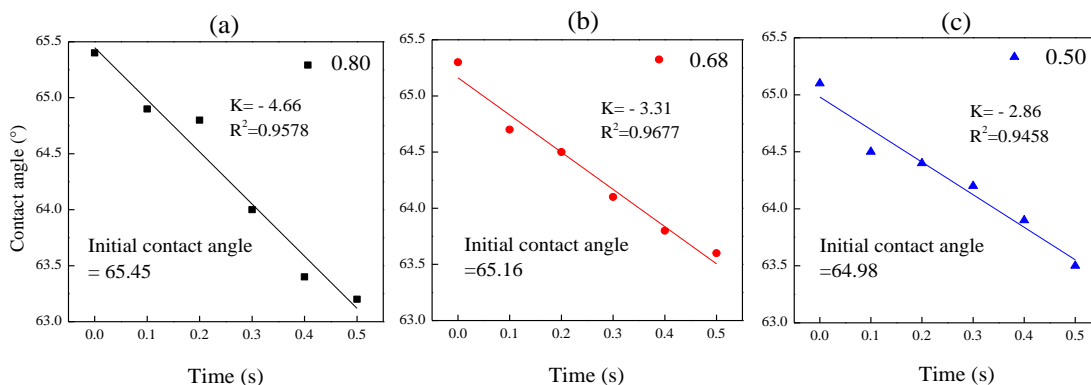 (a)
65.5
65.0
64.5
64.0
63.5
63.0
Contact angle (°)
0.80
K= - 4.66
R²=0.9578
Initial contact angle
= 65.45
0.0 0.1 0.2 0.3 0.4 0.5
Time (s)
(b)
65.5
65.0
64.5
64.0
63.5
63.0
0.68
K= - 3.31
R²=0.9677
Initial contact angle
=65.16
0.0 0.1 0.2 0.3 0.4 0.5
Time (s)
(c)
65.5
65.0
64.5
64.0
63.5
63.0
0.50
K= - 2.86
R²=0.9458
Initial contact angle
=64.98
0.0 0.1 0.2 0.3 0.4 0.5
Time (s)